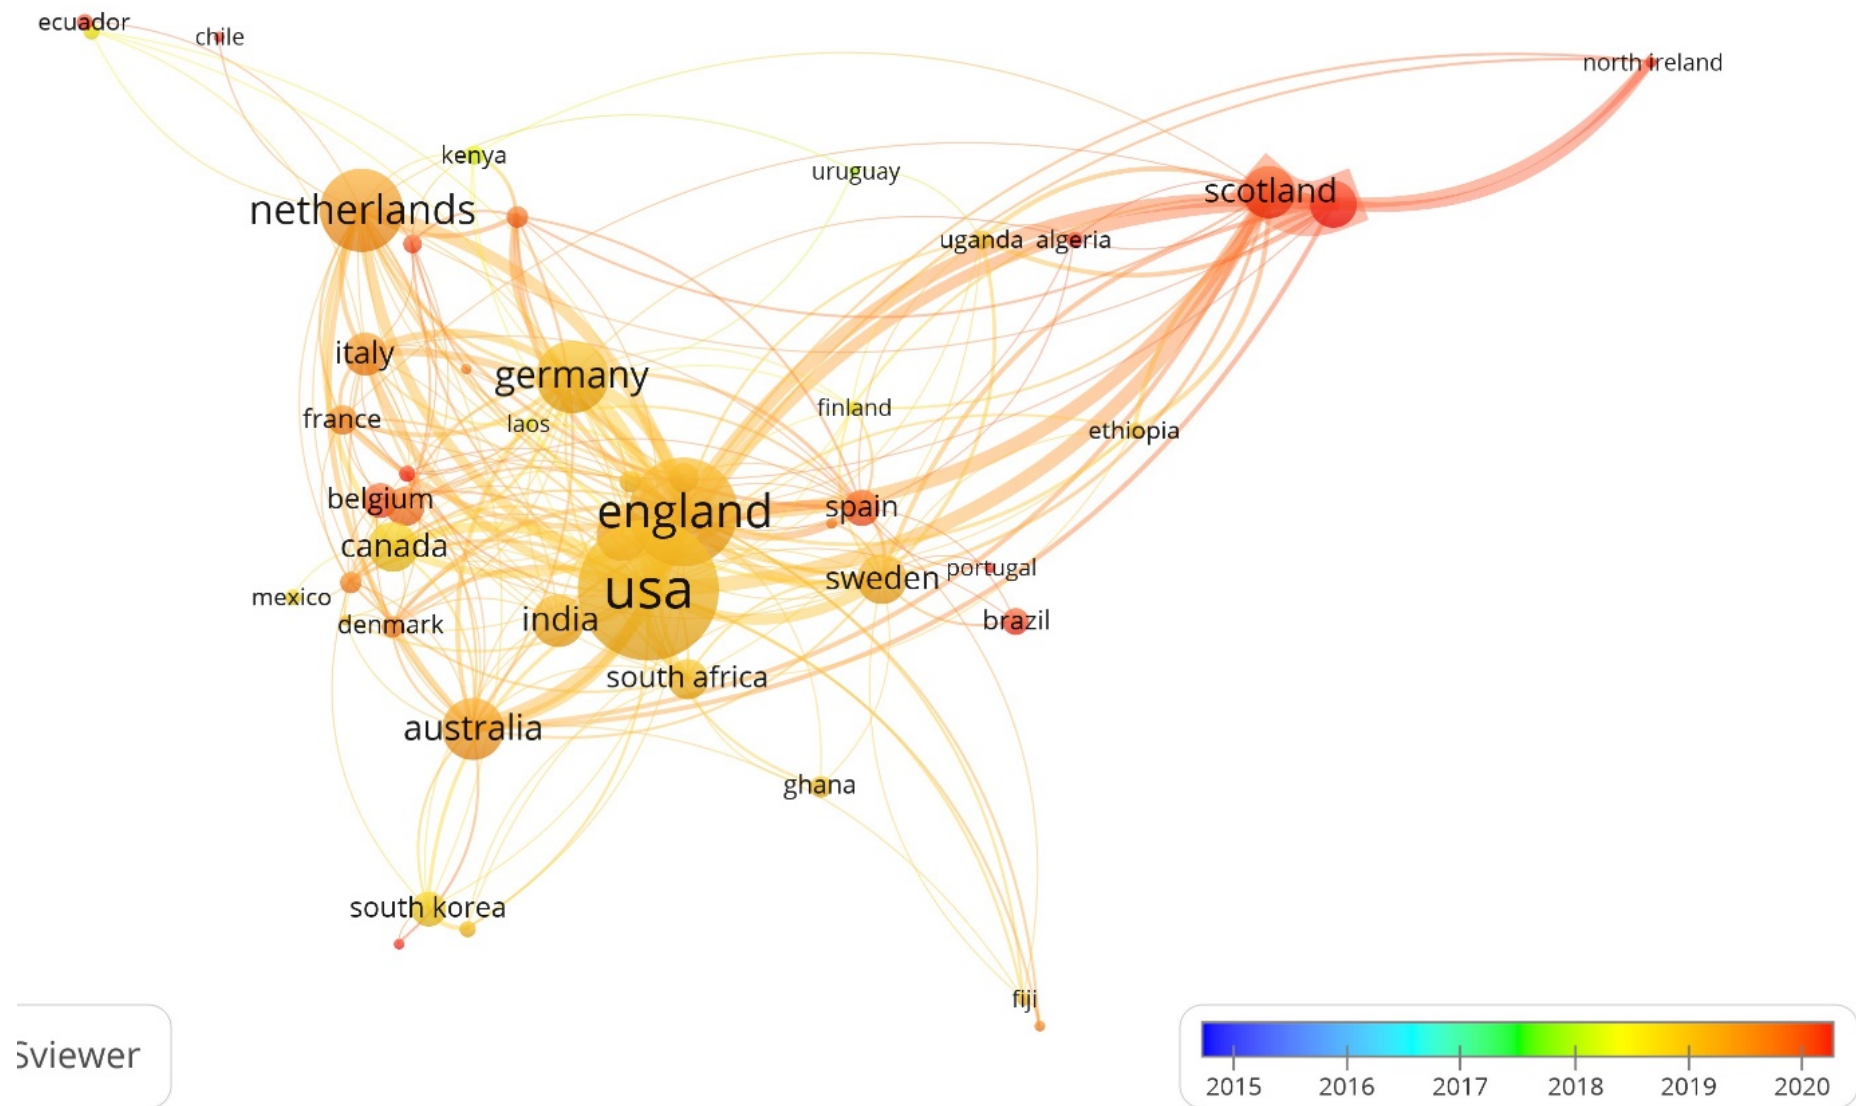 ecuador
chile
north ireland
kenya
uruguay
netherlands
scotland
uganda
algeria
italy
germany
france
laos
finland
ethiopia
belgium
england
spain
canada
mexico
usa
sweden
portugal
denmark
india
brazil
south africa
australia
ghana
south korea
fiji
Sviewer
2015 2016 2017 2018 2019 2020